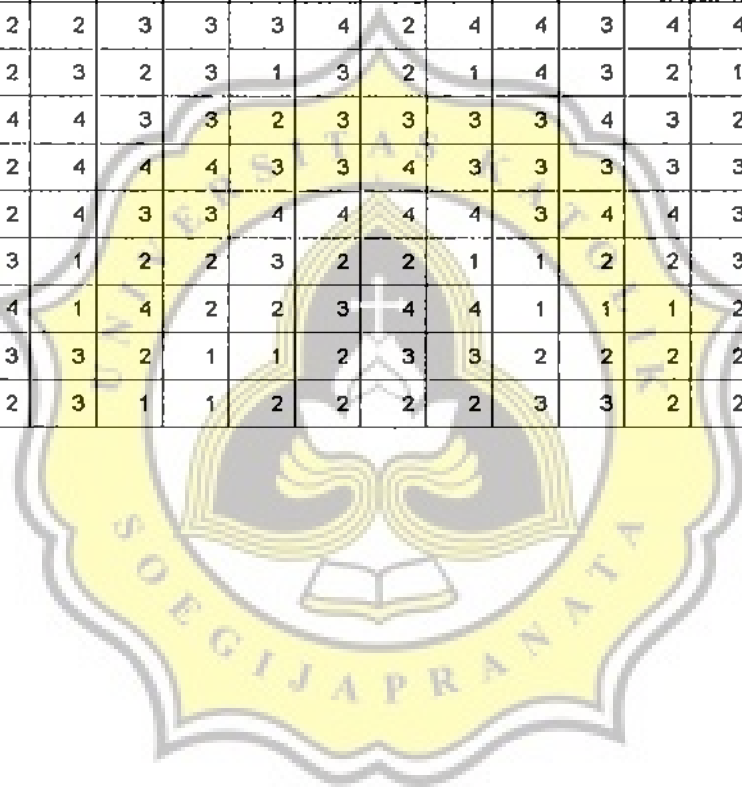 2 2 3 3 3 4 2 4 4 3 4 4
2 3 2 3 1 3 2 1 4 3 2 1
4 4 3 3 2 3 3 3 3 4 3 2
2 4 4 4 3 3 4 3 3 3 3 3
2 4 3 3 4 4 4 4 3 4 4 3
3 1 2 2 3 2 2 1 1 2 2 3
4 1 4 2 2 3 4 4 1 1 1 2
3 3 2 1 1 2 3 3 2 2 2 2
2 3 1 1 2 2 2 2 3 3 2 2
UNIVERSITAS KATOLIK
SOEGIJAPRANATA